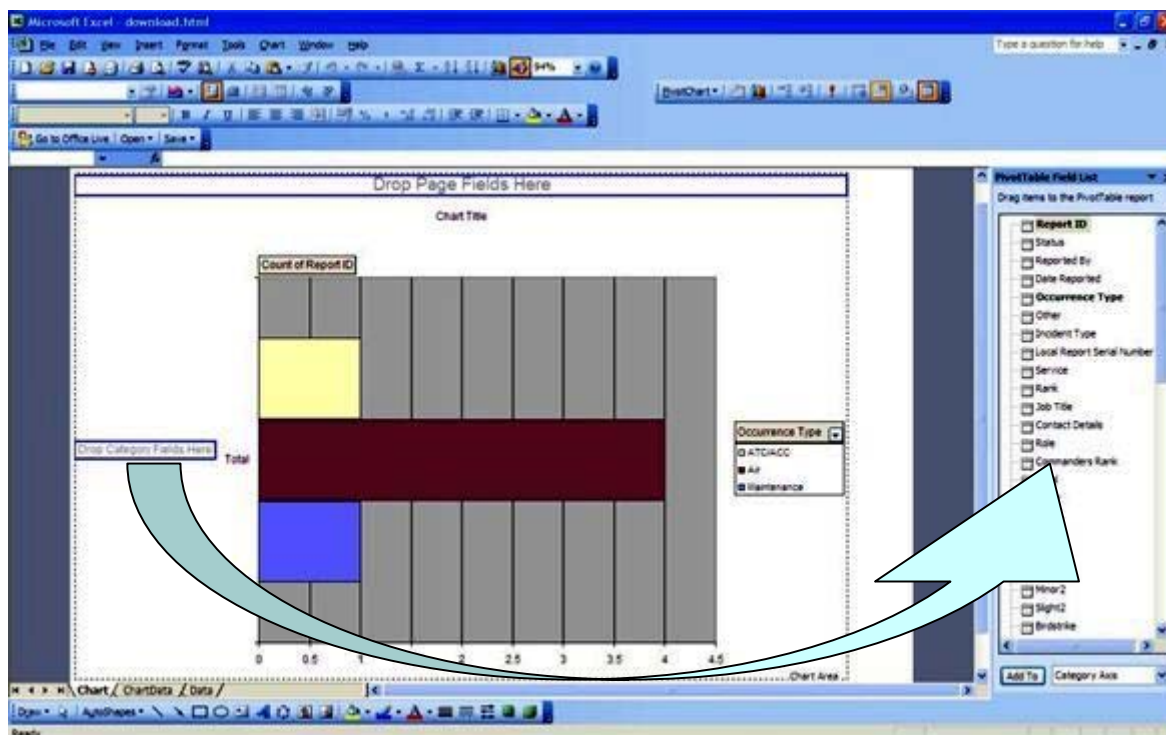 Microsoft Excel - download.html
File Edit View Insert Format Tools Chart Window Help
Type a question for help
94%
PivotChart
Go to Office Live Open Save
Drop Page Fields Here
Chart Title
Count of Report ID
Drop Category Fields Here
Total
Occurrence Type
ATC/ACC
Air
Maintenance
0 0.5 1 2 2.5 3 3.5 4 4.5
Chart Area
PivotTable Field List
Drag items to the PivotTable report
Report ID
Status
Reported By
Date Reported
Occurrence Type
Other
Incident Type
Local Report Serial Number
Service
Rank
Job Title
Contact Details
Role
Commanders Rank
Minor2
Slight2
Birdstrike
Add To Category Axis
Chart ChartData Data
Draw AutoShapes
Ready